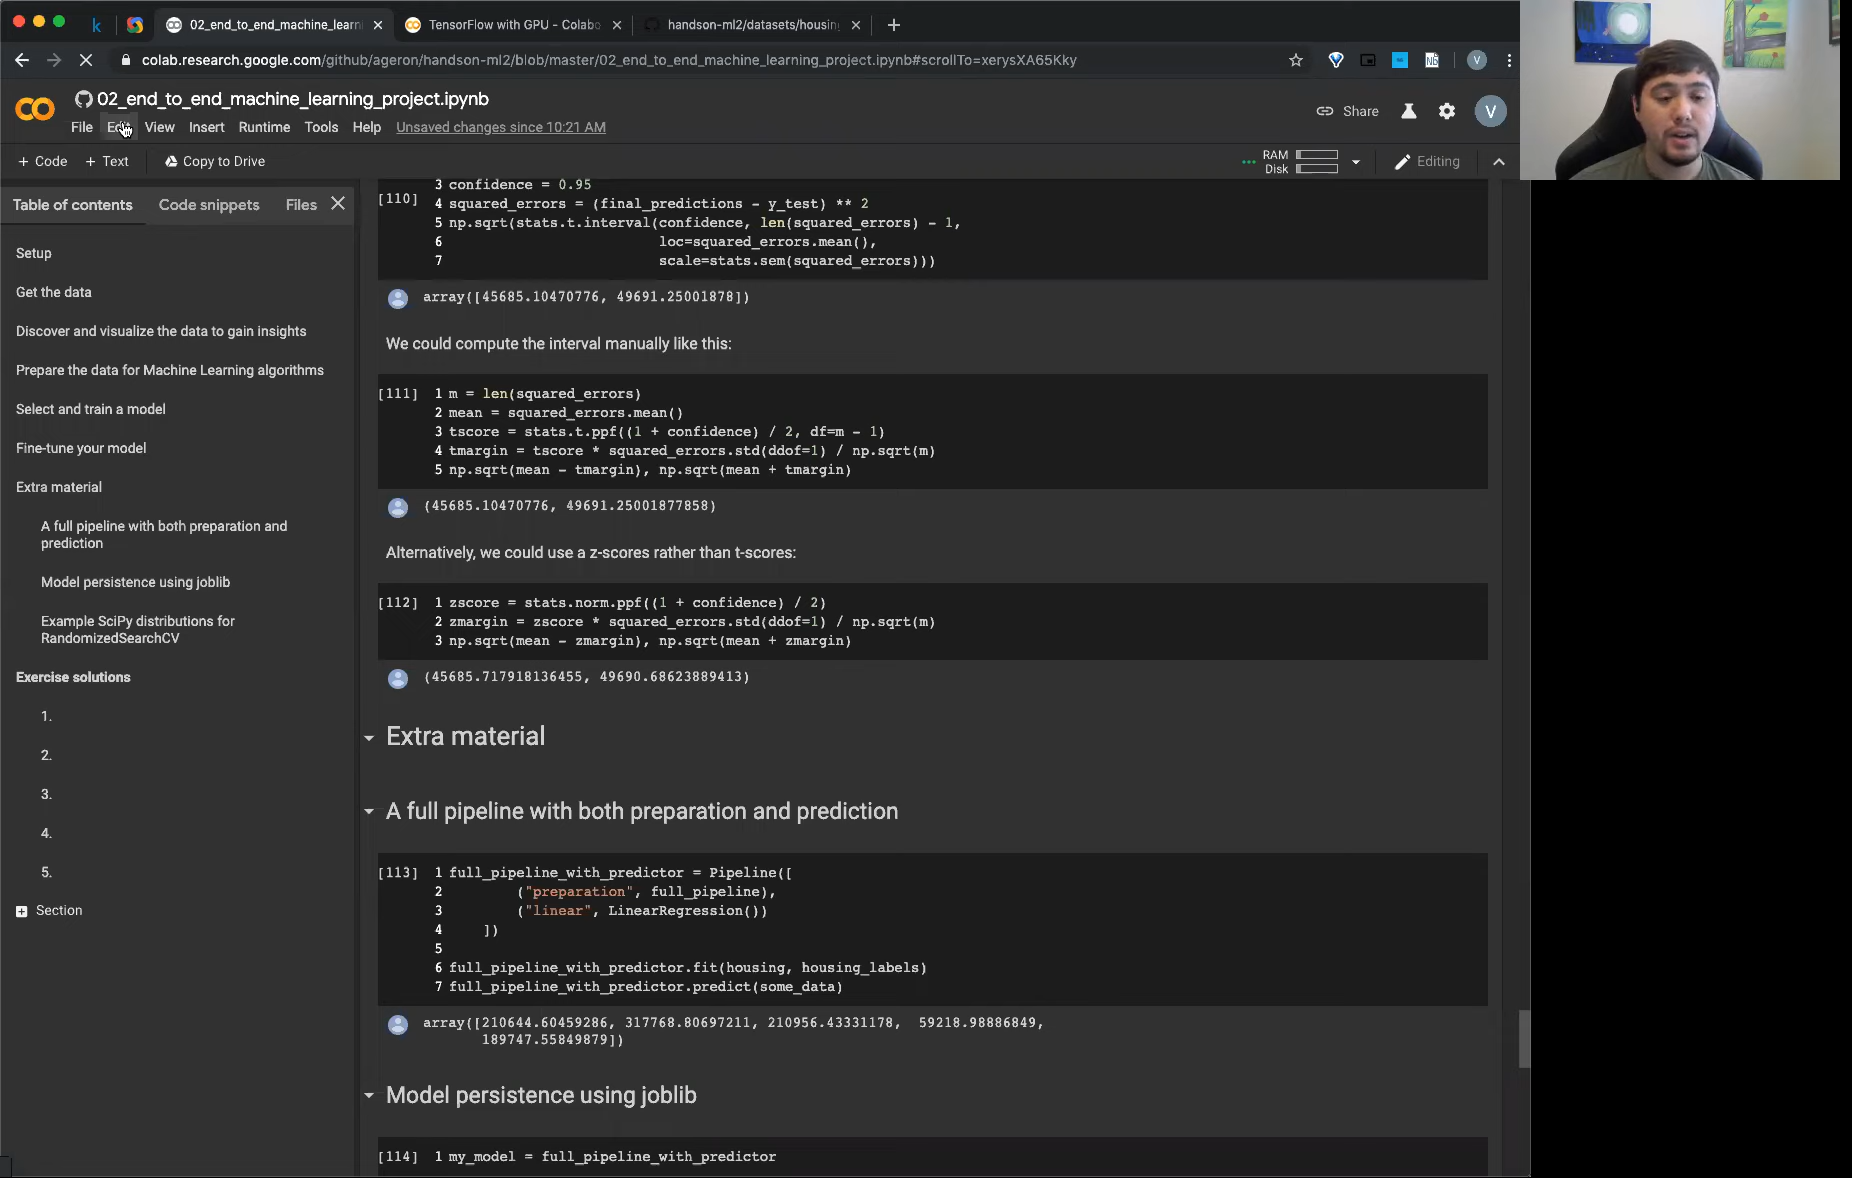 k
02_end_to_end_machine_learni
TensorFlow with GPU - Colabo
handson-ml2/datasets/housing
colab.research.google.com/github/ageron/handson-ml2/blob/master/02_end_to_end_machine_learning_project.ipynb#scrollTo=xerysXA65Kky
V
02_end_to_end_machine_learning_project.ipynb
File Edit View Insert Runtime Tools Help Unsaved changes since 10:21 AM
Share
V
+ Code + Text Copy to Drive
RAM
Disk
Editing
Table of contents Code snippets Files
Setup
Get the data
Discover and visualize the data to gain insights
Prepare the data for Machine Learning algorithms
Select and train a model
Fine-tune your model
Extra material
A full pipeline with both preparation and
prediction
Model persistence using joblib
Example SciPy distributions for
RandomizedSearchCV
Exercise solutions
1.
2.
3.
4.
5.
Section
3 confidence = 0.95
[110] 4 squared_errors = (final_predictions - y_test) ** 2
5 np.sqrt(stats.t.interval(confidence, len(squared_errors) - 1,
6 loc=squared_errors.mean(),
7 scale=stats.sem(squared_errors)))
array([45685.10470776, 49691.25001878])
We could compute the interval manually like this:
[111] 1 m = len(squared_errors)
2 mean = squared_errors.mean()
3 tscore = stats.t.ppf((1 + confidence) / 2, df=m - 1)
4 tmargin = tscore * squared_errors.std(ddof=1) / np.sqrt(m)
5 np.sqrt(mean - tmargin), np.sqrt(mean + tmargin)
(45685.10470776, 49691.25001877858)
Alternatively, we could use a z-scores rather than t-scores:
[112] 1 zscore = stats.norm.ppf((1 + confidence) / 2)
2 zmargin = zscore * squared_errors.std(ddof=1) / np.sqrt(m)
3 np.sqrt(mean - zmargin), np.sqrt(mean + zmargin)
(45685.717918136455, 49690.68623889413)
Extra material
A full pipeline with both preparation and prediction
[113] 1 full_pipeline_with_predictor = Pipeline([
2 ("preparation", full_pipeline),
3 ("linear", LinearRegression())
4 ])
5
6 full_pipeline_with_predictor.fit(housing, housing_labels)
7 full_pipeline_with_predictor.predict(some_data)
array([210644.60459286, 317768.80697211, 210956.43331178, 59218.98886849,
189747.55849879])
Model persistence using joblib
[114] 1 my_model = full_pipeline_with_predictor